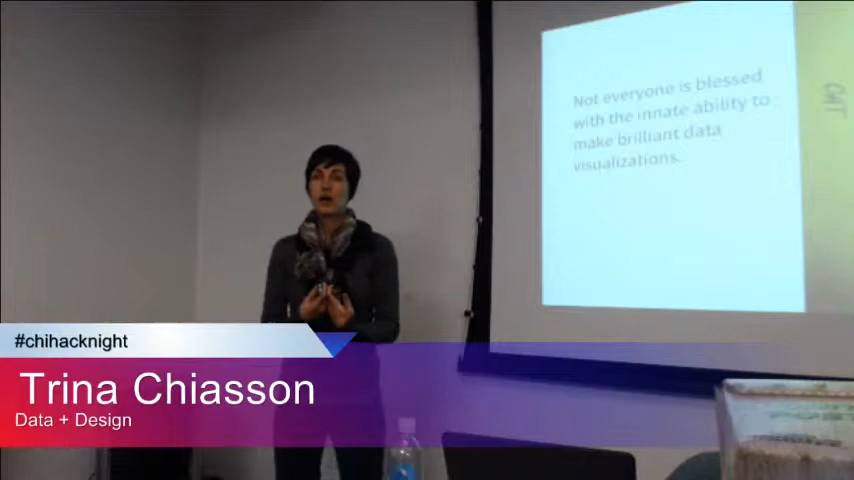 Not everyone is blessed
with the innate ability to
make brilliant data
visualizations.
#chihacknight
Trina Chiasson
Data + Design